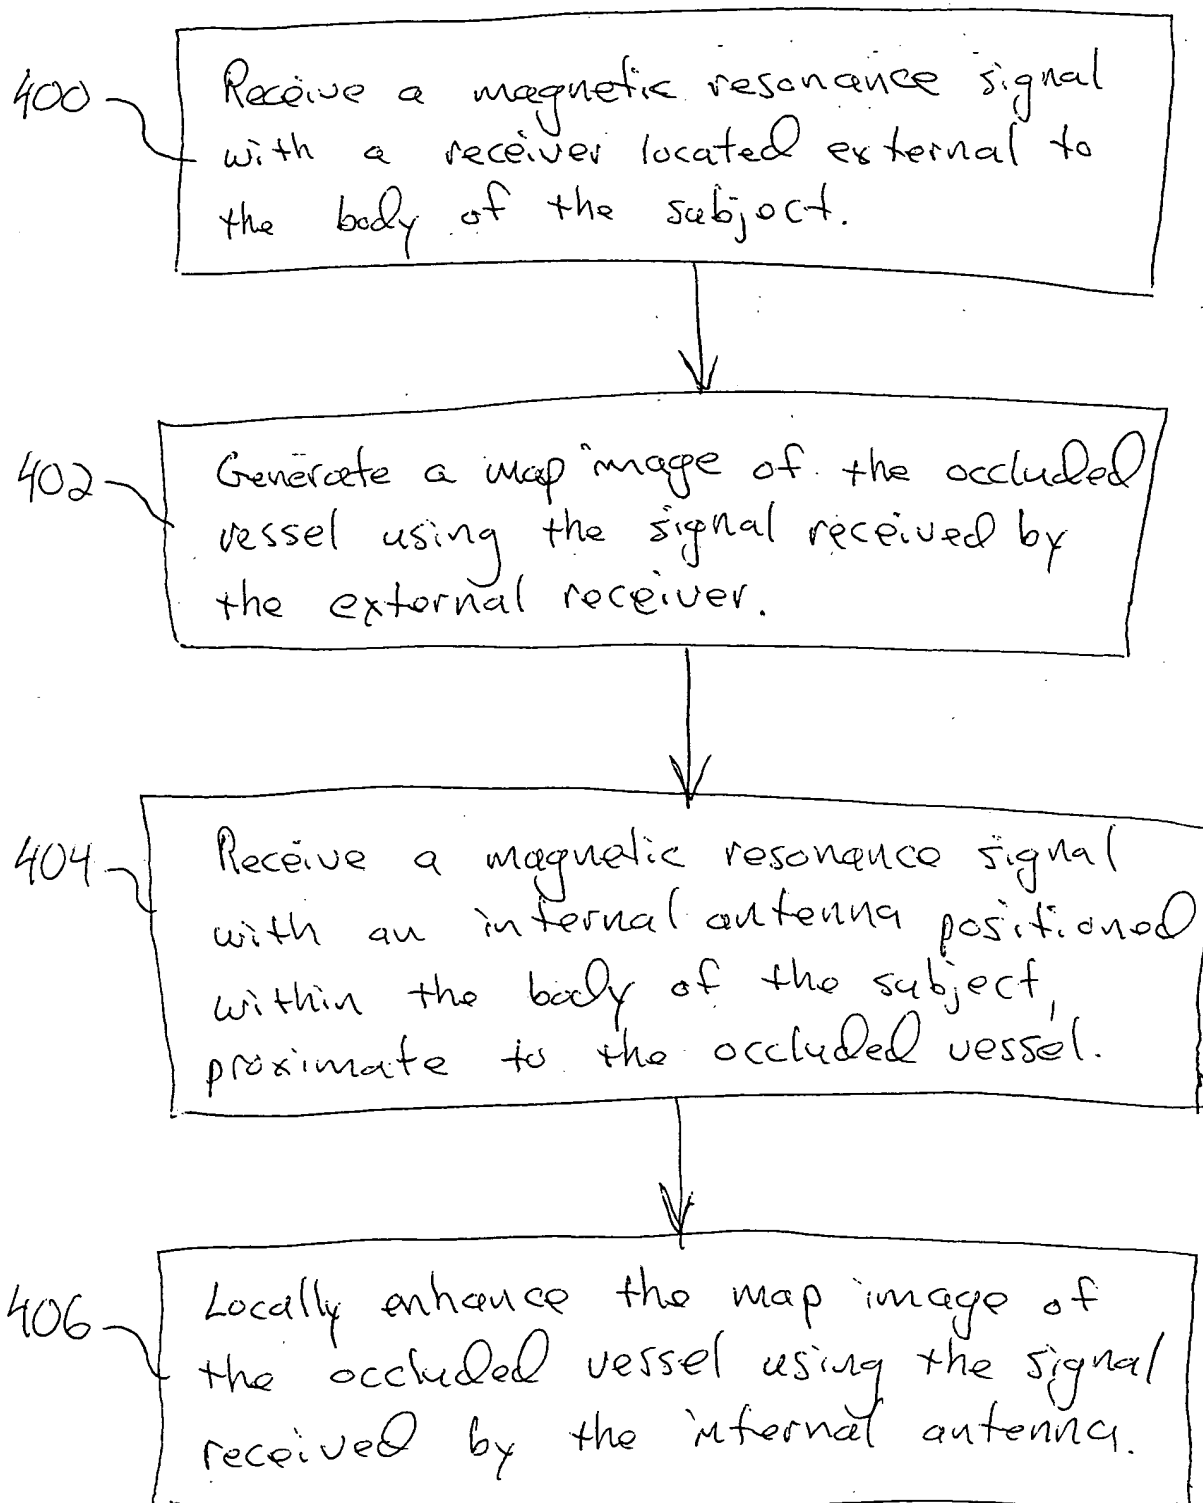 400
Receive a magnetic resonance signal
with a receiver located external to
the body of the subject.
402
Generate a map image of the occluded
vessel using the signal received by
the external receiver.
404
Receive a magnetic resonance signal
with an internal antenna positioned
within the body of the subject,
proximate to the occluded vessel.
406
Locally enhance the map image of
the occluded vessel using the signal
received by the internal antenna.